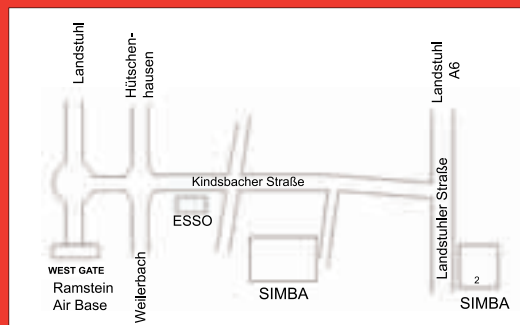 Landstuhl
Hütschen-
hausen
Landstuhl
A6
Kindsbacher Straße
ESSO
Landstuhler Straße
WEST GATE
Ramstein
Air Base
Weilerbach
SIMBA
2
SIMBA